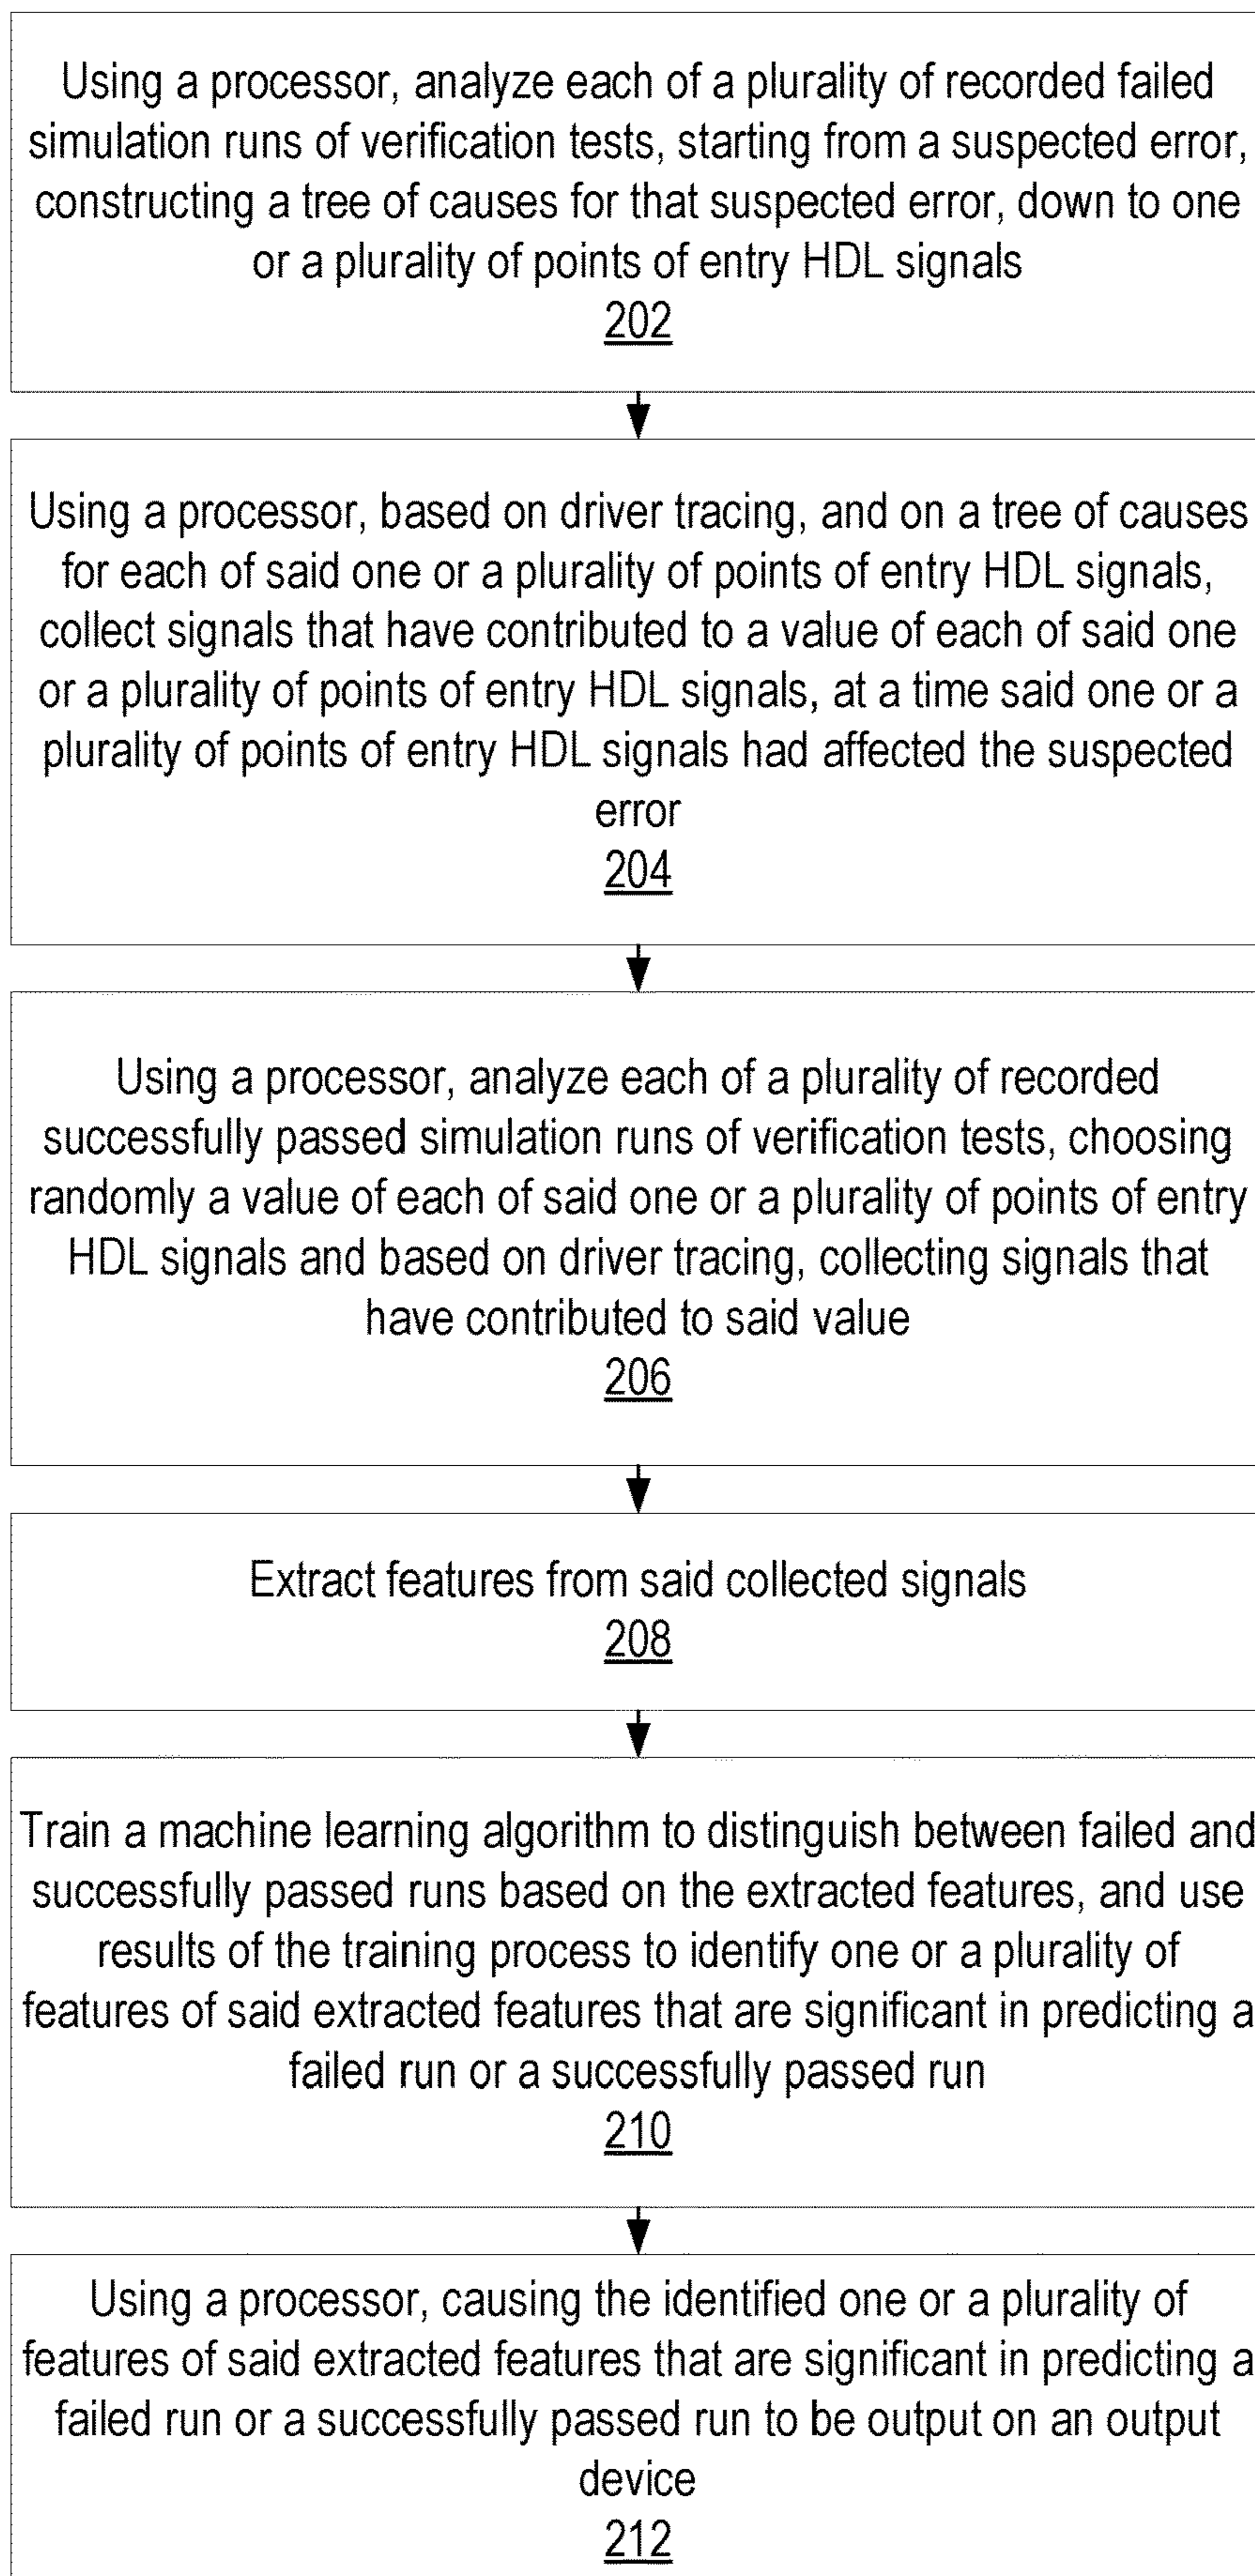 Using a processor, analyze each of a plurality of recorded failed
simulation runs of verification tests, starting from a suspected error,
constructing a tree of causes for that suspected error, down to one
or a plurality of points of entry HDL signals
202
Using a processor, based on driver tracing, and on a tree of causes
for each of said one or a plurality of points of entry HDL signals,
collect signals that have contributed to a value of each of said one
or a plurality of points of entry HDL signals, at a time said one or a
plurality of points of entry HDL signals had affected the suspected
error
204
Using a processor, analyze each of a plurality of recorded
successfully passed simulation runs of verification tests, choosing
randomly a value of each of said one or a plurality of points of entry
HDL signals and based on driver tracing, collecting signals that
have contributed to said value
206
Extract features from said collected signals
208
Train a machine learning algorithm to distinguish between failed and
successfully passed runs based on the extracted features, and use
results of the training process to identify one or a plurality of
features of said extracted features that are significant in predicting a
failed run or a successfully passed run
210
Using a processor, causing the identified one or a plurality of
features of said extracted features that are significant in predicting a
failed run or a successfully passed run to be output on an output
device
212